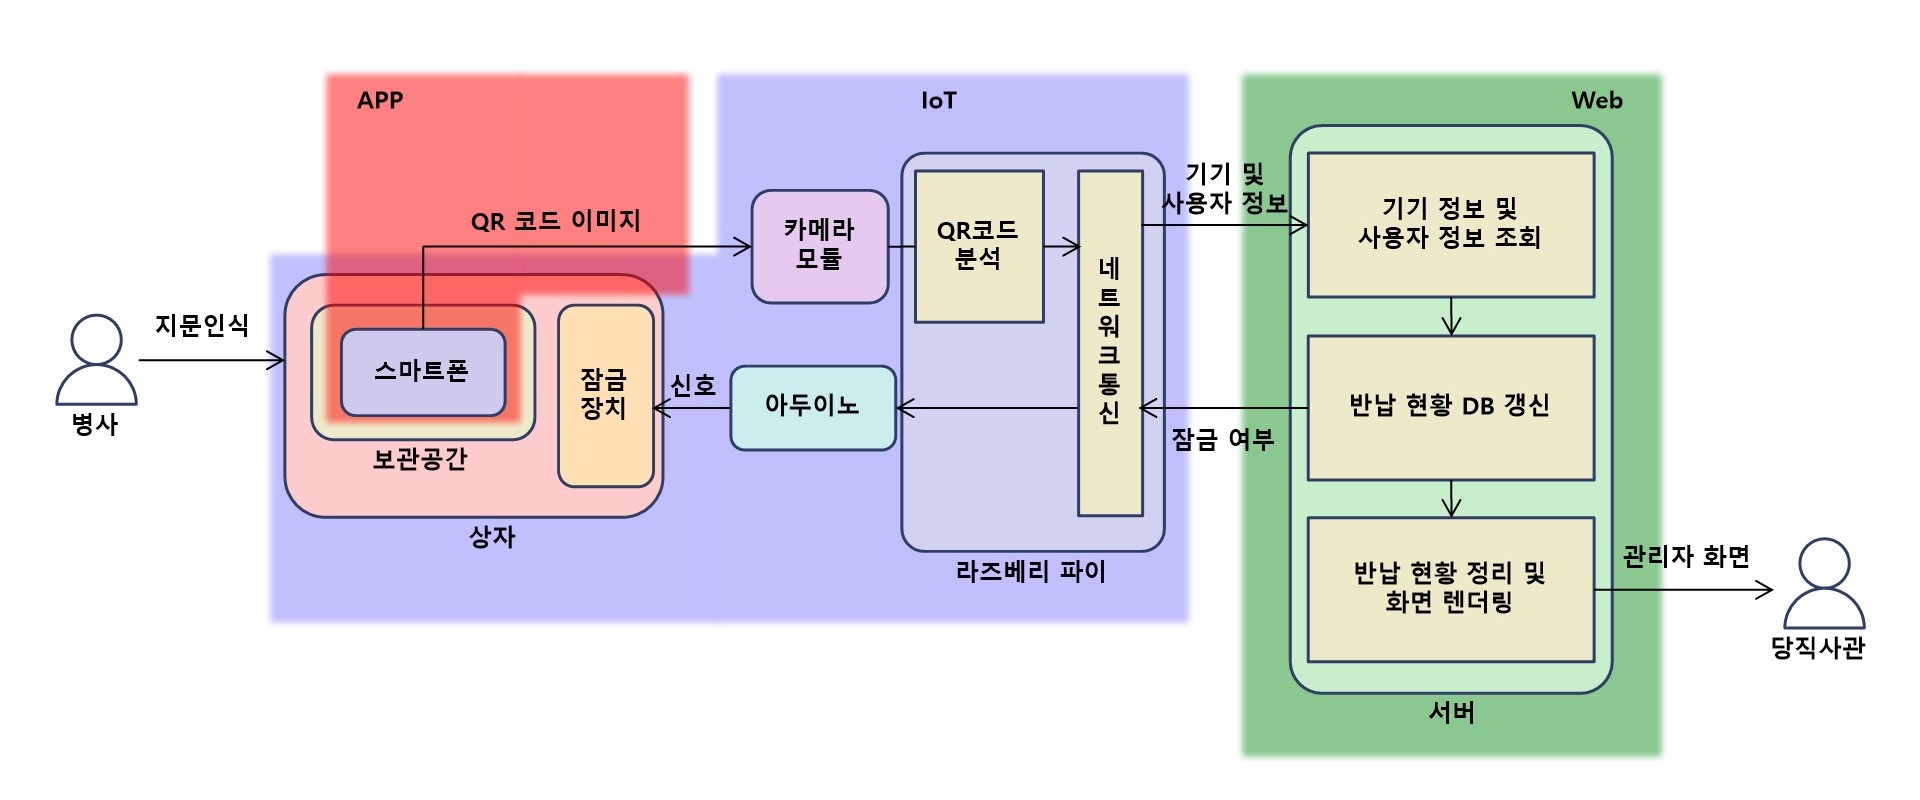 APP
IoT
Web
지문인식
병사
QR 코드 이미지
스마트폰
보관공간
잠금
장치
상자
신호
카메라
모듈
아두이노
QR코드
분석
네
트
워
크
통
신
라즈베리 파이
기기 및
사용자 정보
잠금 여부
기기 정보 및
사용자 정보 조회
반납 현황 DB 갱신
반납 현황 정리 및
화면 렌더링
서버
관리자 화면
당직사관